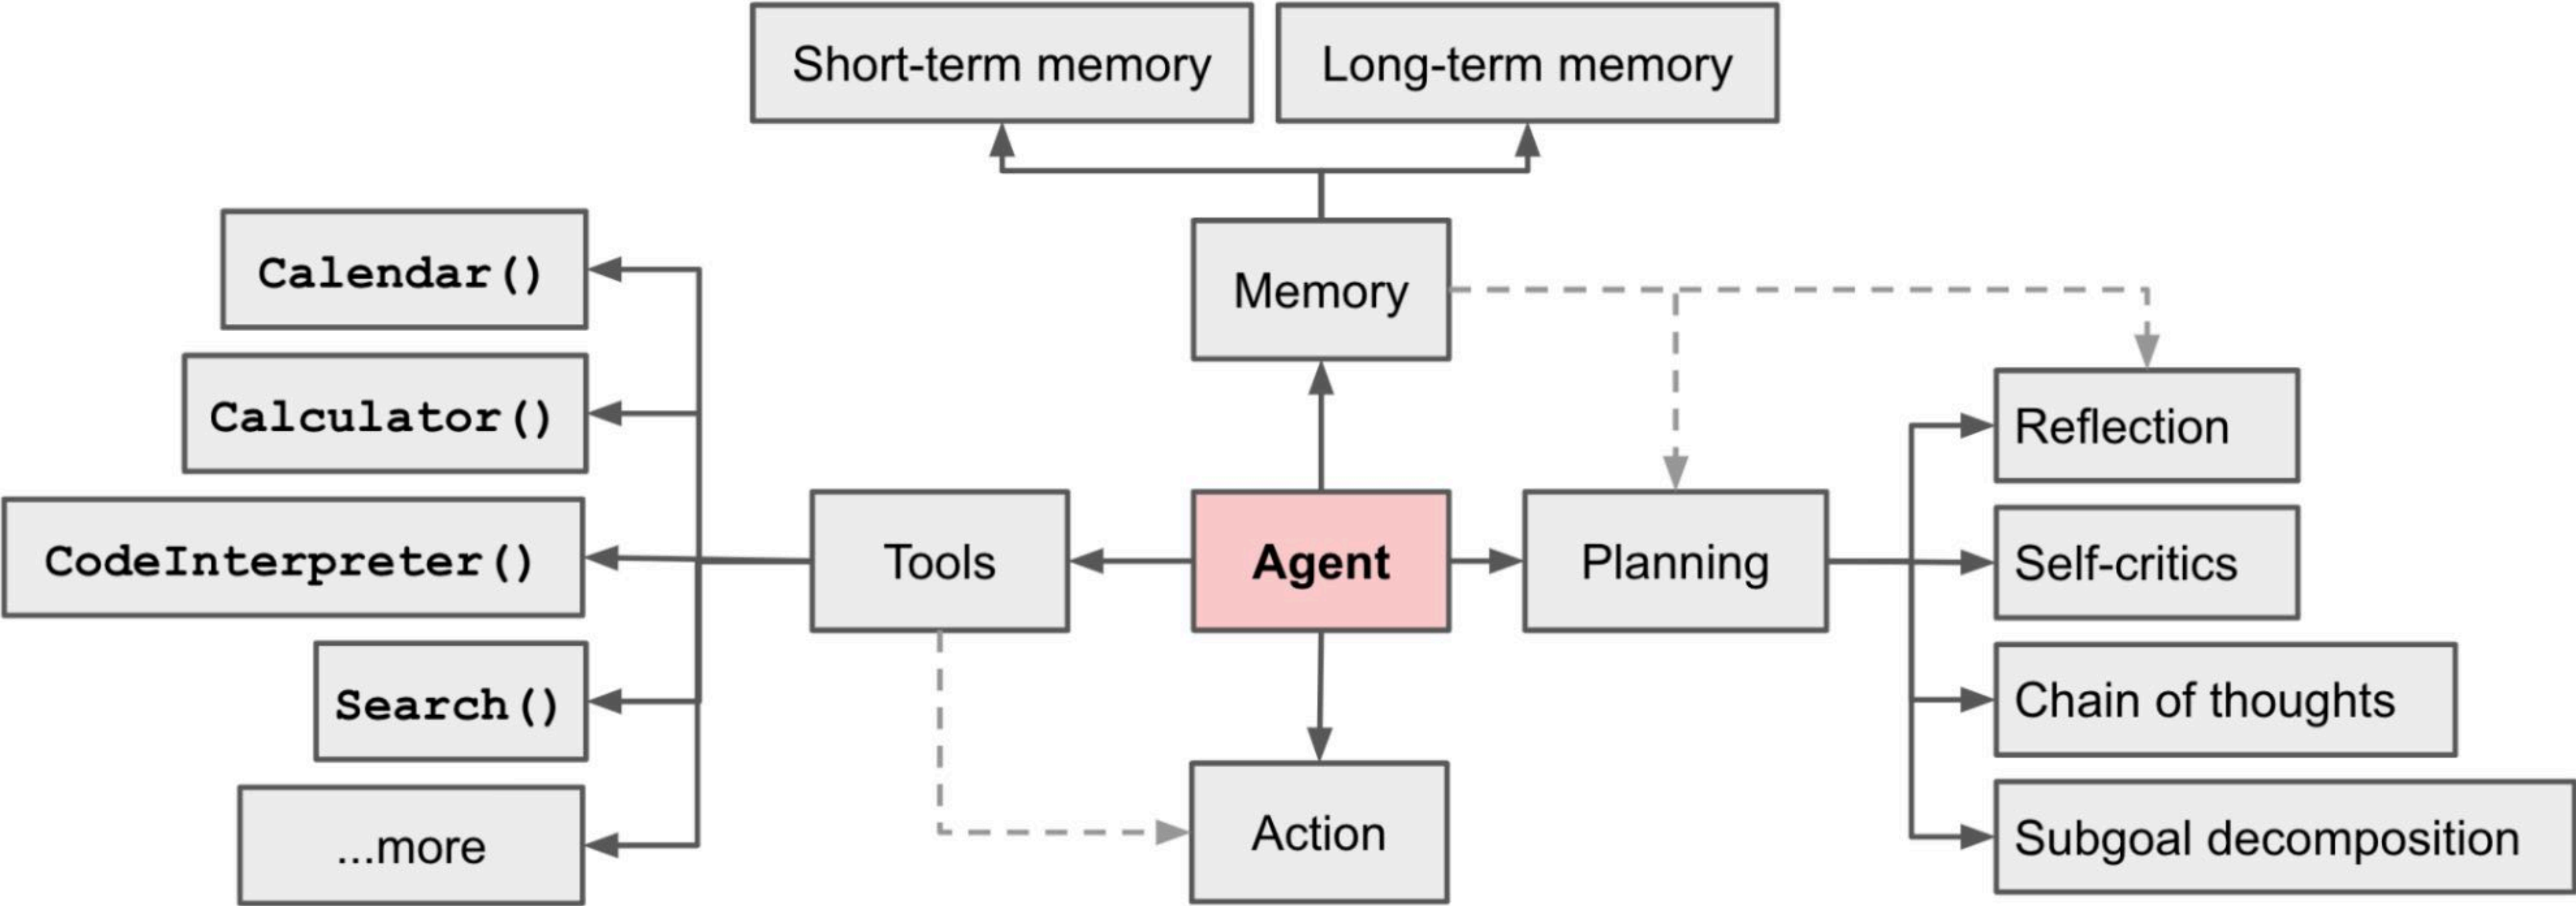 Short-term memory
Long-term memory
Calendar()
Memory
Calculator()
Reflection
CodeInterpreter()
Tools
Agent
Planning
Self-critics
Search()
Chain of thoughts
...more
Action
Subgoal decomposition